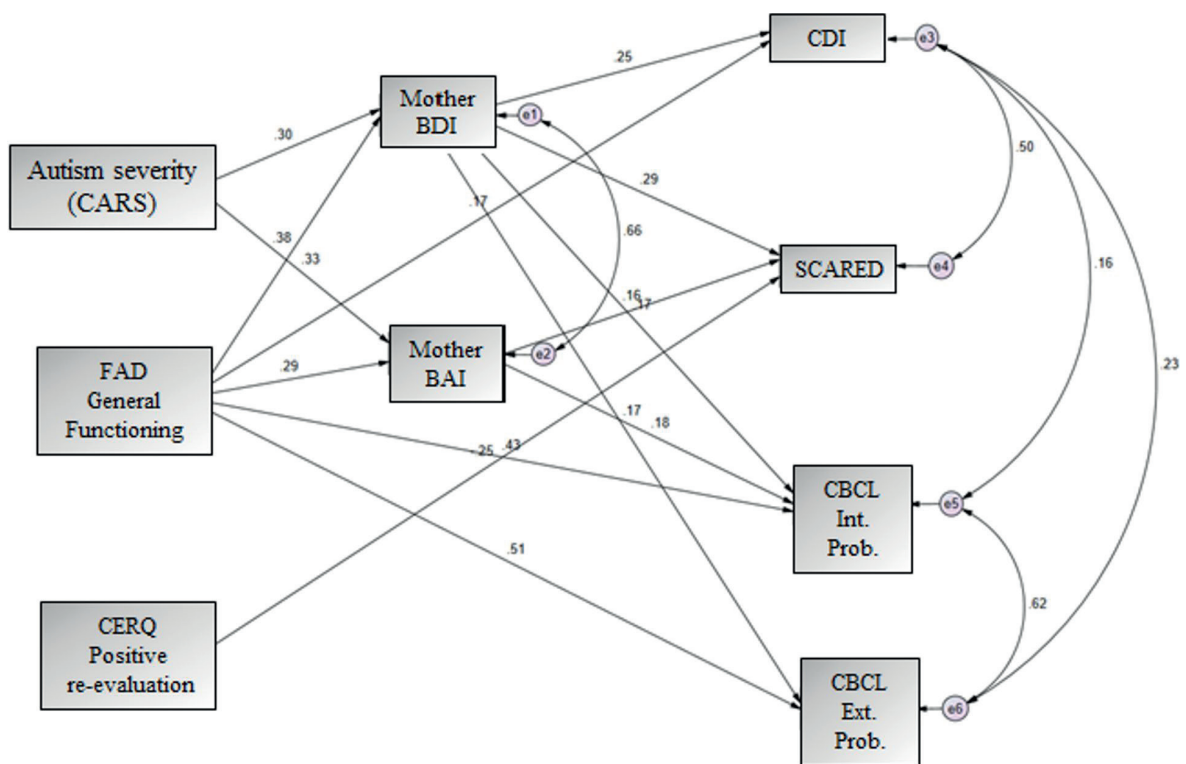 CDI
e3
.25
Mother
BDI
e1
.30
.50
Autism severity
(CARS)
.17
.29
.38
.66
.33
SCARED
e4
.16
.16
.17
Mother
BAI
e2
FAD
General
Functioning
.29
.23
.17
.18
-.25
.43
CBCL
Int.
Prob.
e5
.51
.62
CERQ
Positive
re-evaluation
CBCL
Ext.
Prob.
e6